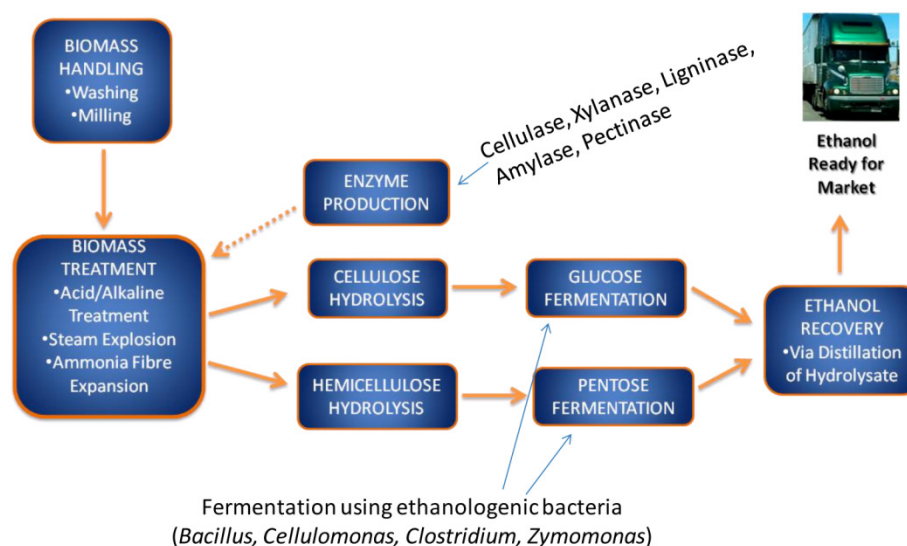 BIOMASS
HANDLING
•Washing
•Milling
Cellulase, Xylanase, Ligninase,
Amylase, Pectinase
Ethanol
Ready for
Market
ENZYME
PRODUCTION
BIOMASS
TREATMENT
•Acid/Alkaline
Treatment
•Steam Explosion
•Ammonia Fibre
Expansion
CELLULOSE
HYDROLYSIS
GLUCOSE
FERMENTATION
HEMICELLULOSE
HYDROLYSIS
PENTOSE
FERMENTATION
ETHANOL
RECOVERY
•Via Distillation
of Hydrolysate
Fermentation using ethanologenic bacteria
(Bacillus, Cellulomonas, Clostridium, Zymomonas)